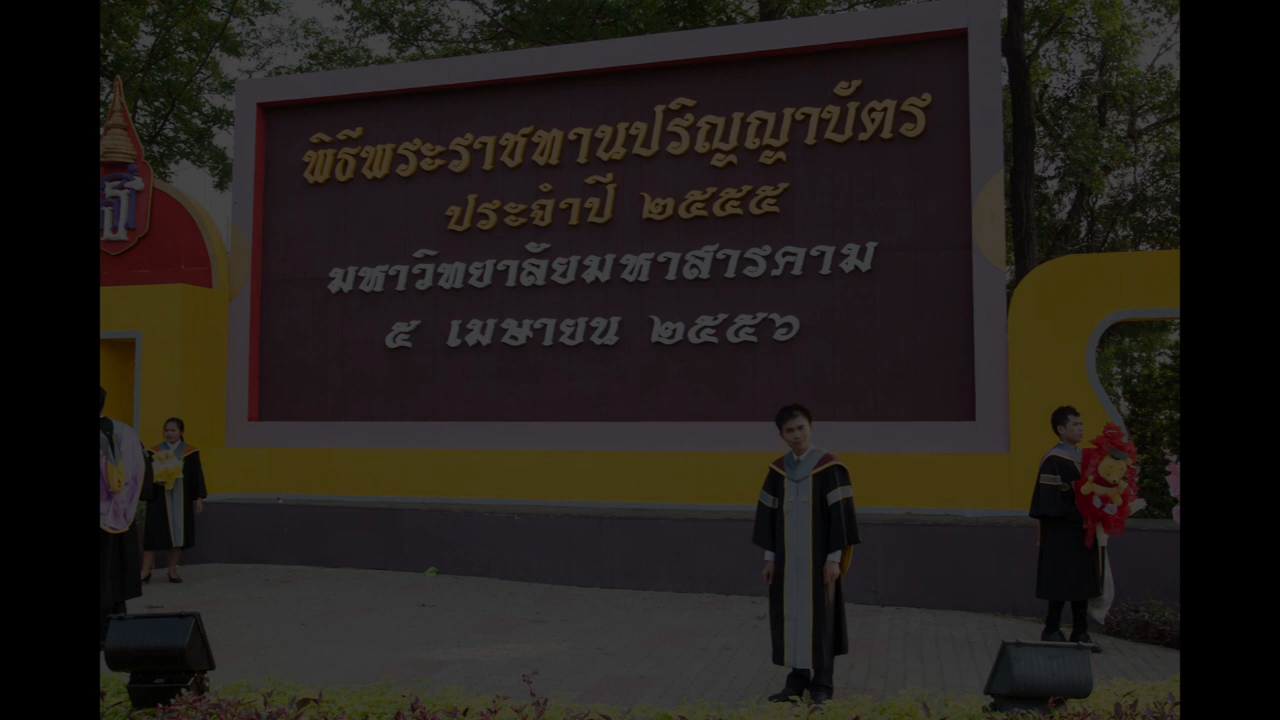 พิธีพระราชทานปริญญาบัตร
ประจำปี ๒๕๕๕
มหาวิทยาลัยมหาสารคาม
๕ เมษายน ๒๕๕๖